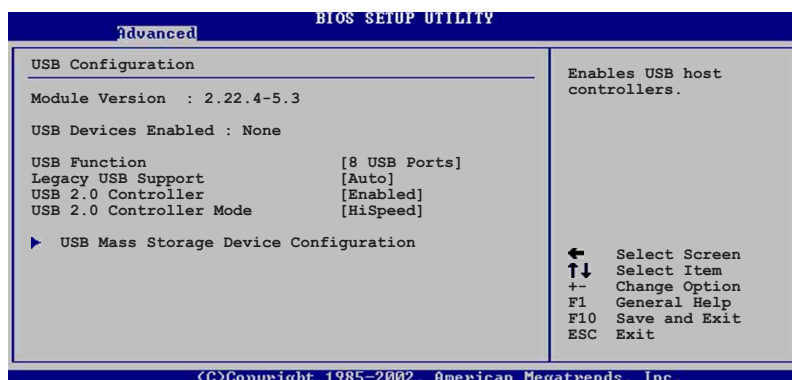 BIOS SETUP UTILITY
Advanced
USB Configuration
Module Version : 2.22.4-5.3
USB Devices Enabled : None
USB Function [8 USB Ports]
Legacy USB Support [Auto]
USB 2.0 Controller [Enabled]
USB 2.0 Controller Mode [HiSpeed]
USB Mass Storage Device Configuration
Enables USB host
controllers.
Select Screen
Select Item
+- Change Option
F1 General Help
F10 Save and Exit
ESC Exit
(C)Copyright 1985-2002, American Megatrends, Inc.